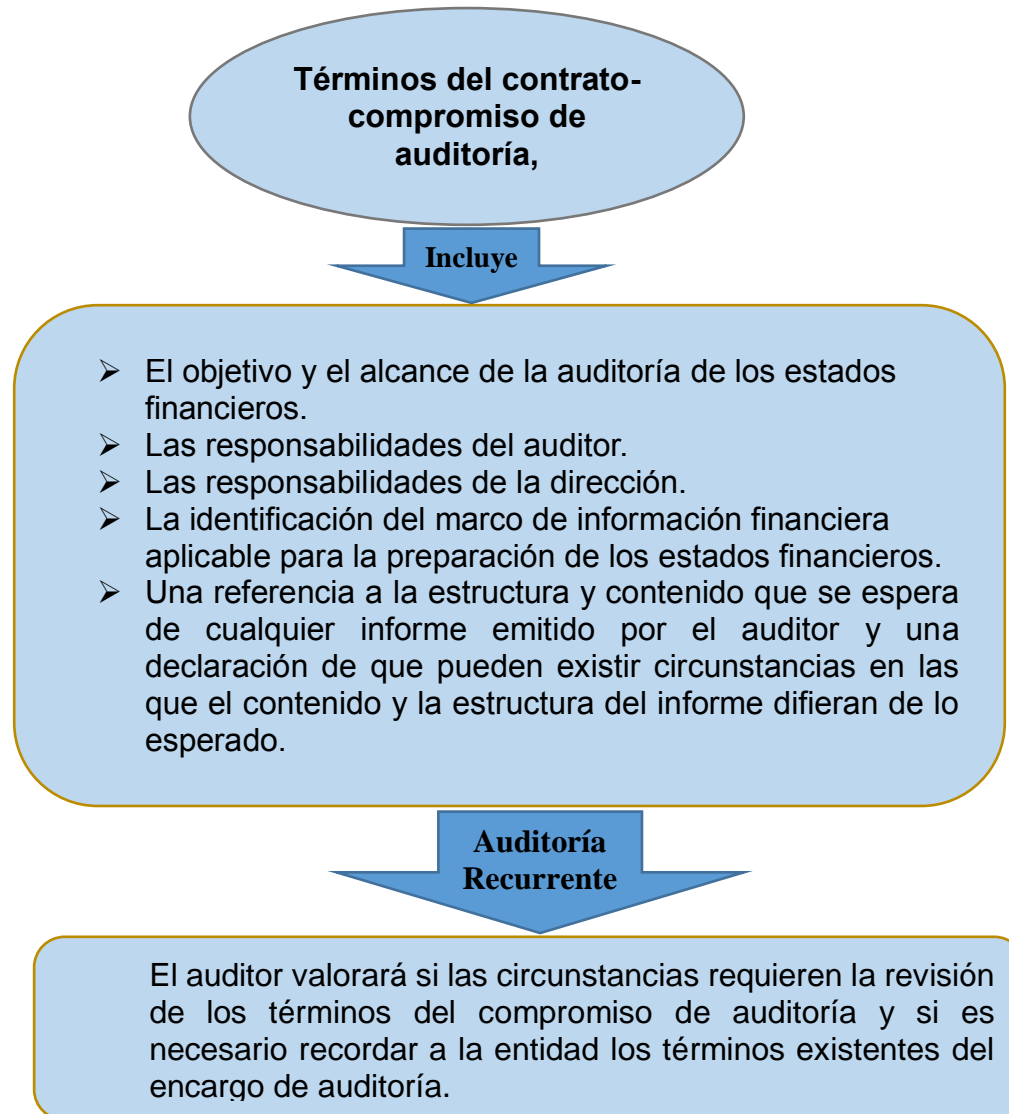 Términos del contrato-
compromiso de
auditoría,
Incluye
➢ El objetivo y el alcance de la auditoría de los estados
financieros.
➢ Las responsabilidades del auditor.
➢ Las responsabilidades de la dirección.
➢ La identificación del marco de información financiera
aplicable para la preparación de los estados financieros.
➢ Una referencia a la estructura y contenido que se espera
de cualquier informe emitido por el auditor y una
declaración de que pueden existir circunstancias en las
que el contenido y la estructura del informe difieran de lo
esperado.
Auditoría
Recurrente
El auditor valorará si las circunstancias requieren la revisión
de los términos del compromiso de auditoría y si es
necesario recordar a la entidad los términos existentes del
encargo de auditoría.